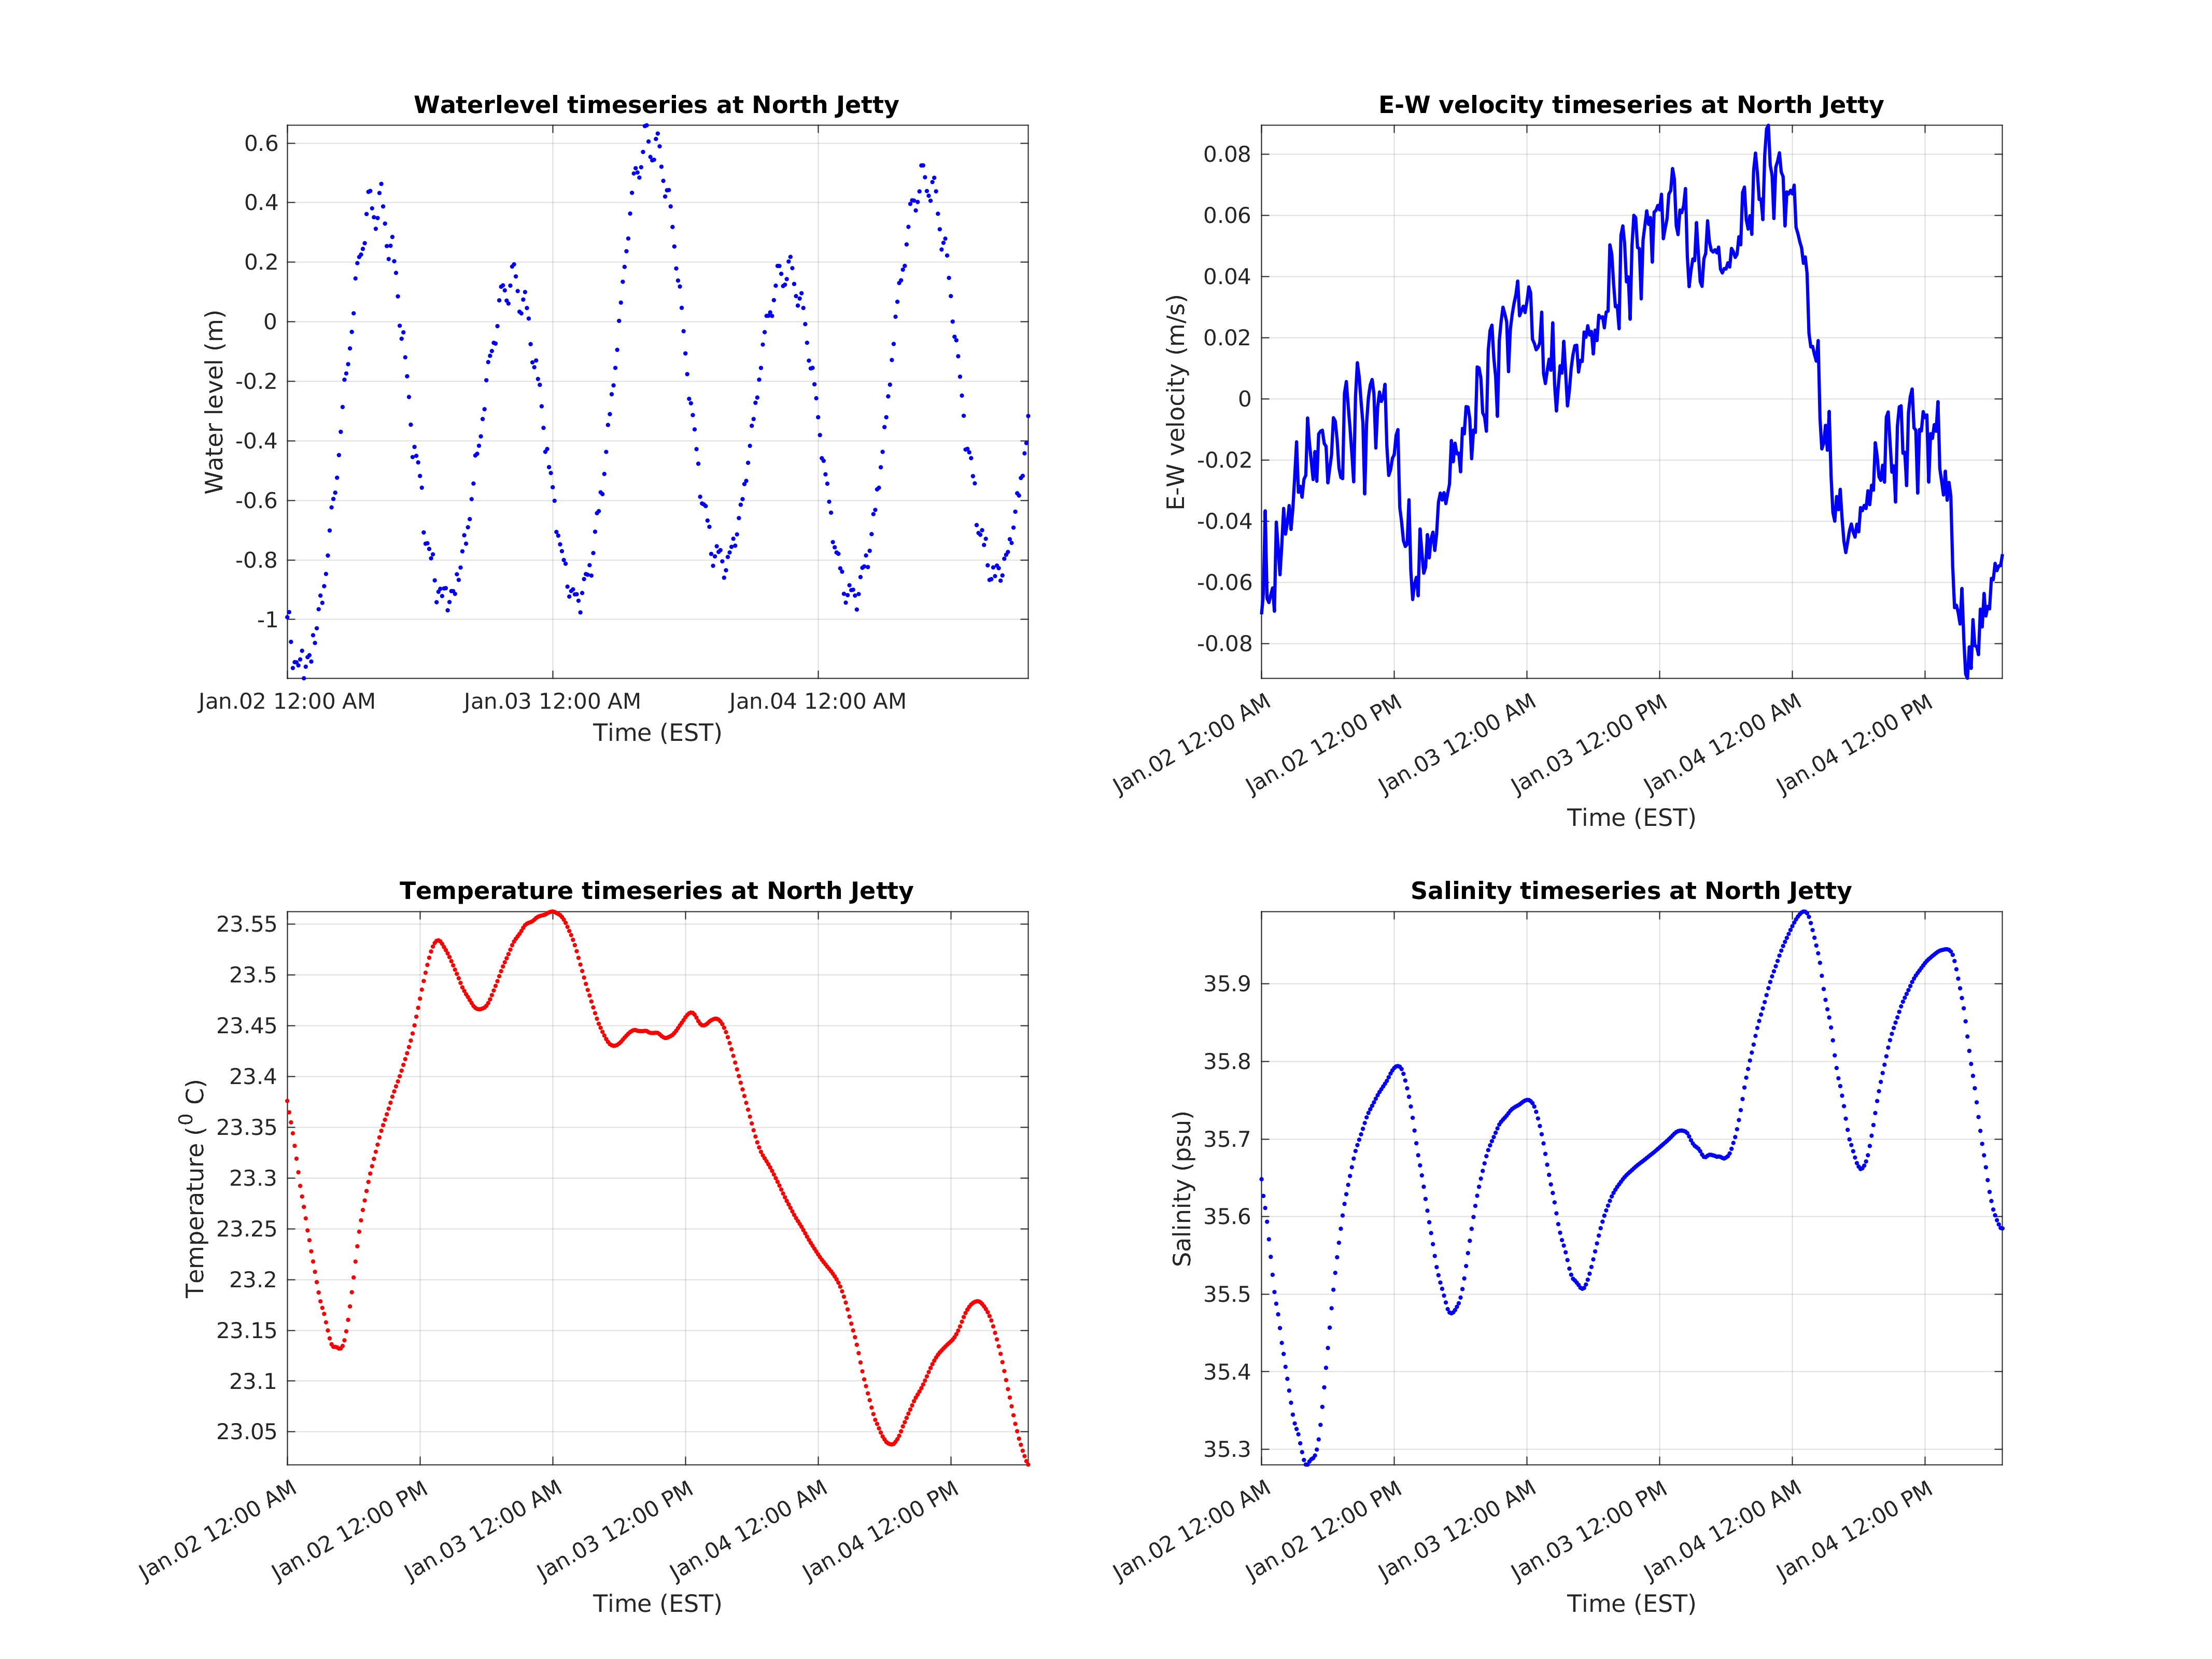 Waterlevel timeseries at North Jetty
0.6
0.4
0.2
0
-0.2
-0.4
-0.6
-0.8
-1
Water level (m)
Jan.02 12:00 AM Jan.03 12:00 AM Jan.04 12:00 AM
Time (EST)
E-W velocity timeseries at North Jetty
0.08
0.06
0.04
0.02
0
-0.02
-0.04
-0.06
-0.08
E-W velocity (m/s)
Jan.02 12:00 AM Jan.02 12:00 PM Jan.03 12:00 AM Jan.03 12:00 PM Jan.04 12:00 AM Jan.04 12:00 PM
Time (EST)
Temperature timeseries at North Jetty
23.55
23.5
23.45
23.4
23.35
23.3
23.25
23.2
23.15
23.1
23.05
Temperature (⁰ C)
Jan.02 12:00 AM Jan.02 12:00 PM Jan.03 12:00 AM Jan.03 12:00 PM Jan.04 12:00 AM Jan.04 12:00 PM
Time (EST)
Salinity timeseries at North Jetty
35.9
35.8
35.7
35.6
35.5
35.4
35.3
Salinity (psu)
Jan.02 12:00 AM Jan.02 12:00 PM Jan.03 12:00 AM Jan.03 12:00 PM Jan.04 12:00 AM Jan.04 12:00 PM
Time (EST)